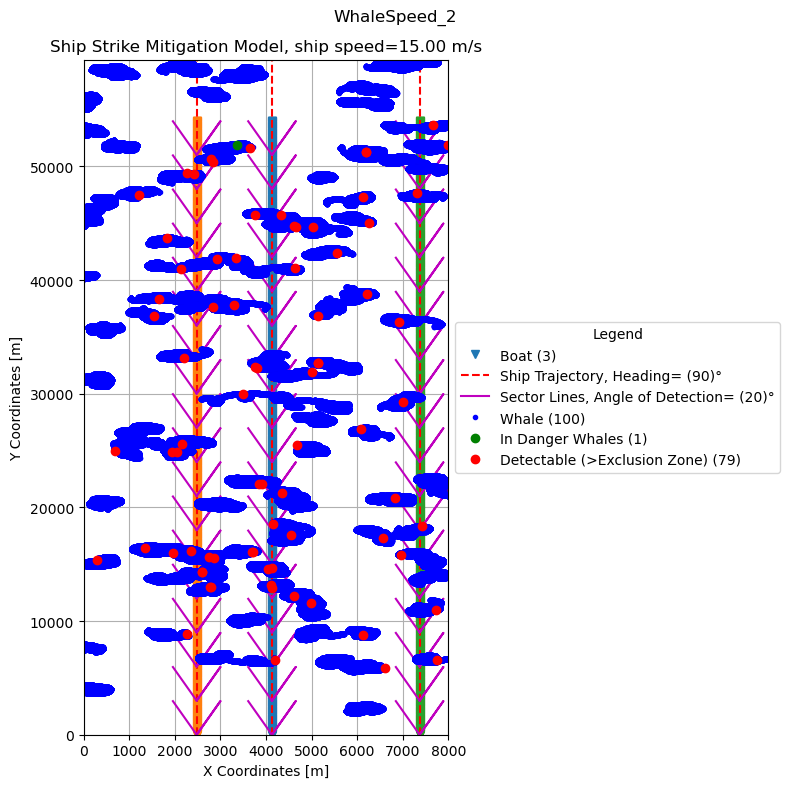 WhaleSpeed_2
Ship Strike Mitigation Model, ship speed=15.00 m/s
Y Coordinates [m]
50000
40000
30000
20000
10000
0
0 1000 2000 3000 4000 5000 6000 7000 8000
X Coordinates [m]
Legend
Boat (3)
Ship Trajectory, Heading= (90)°
Sector Lines, Angle of Detection= (20)°
Whale (100)
In Danger Whales (1)
Detectable (>Exclusion Zone) (79)